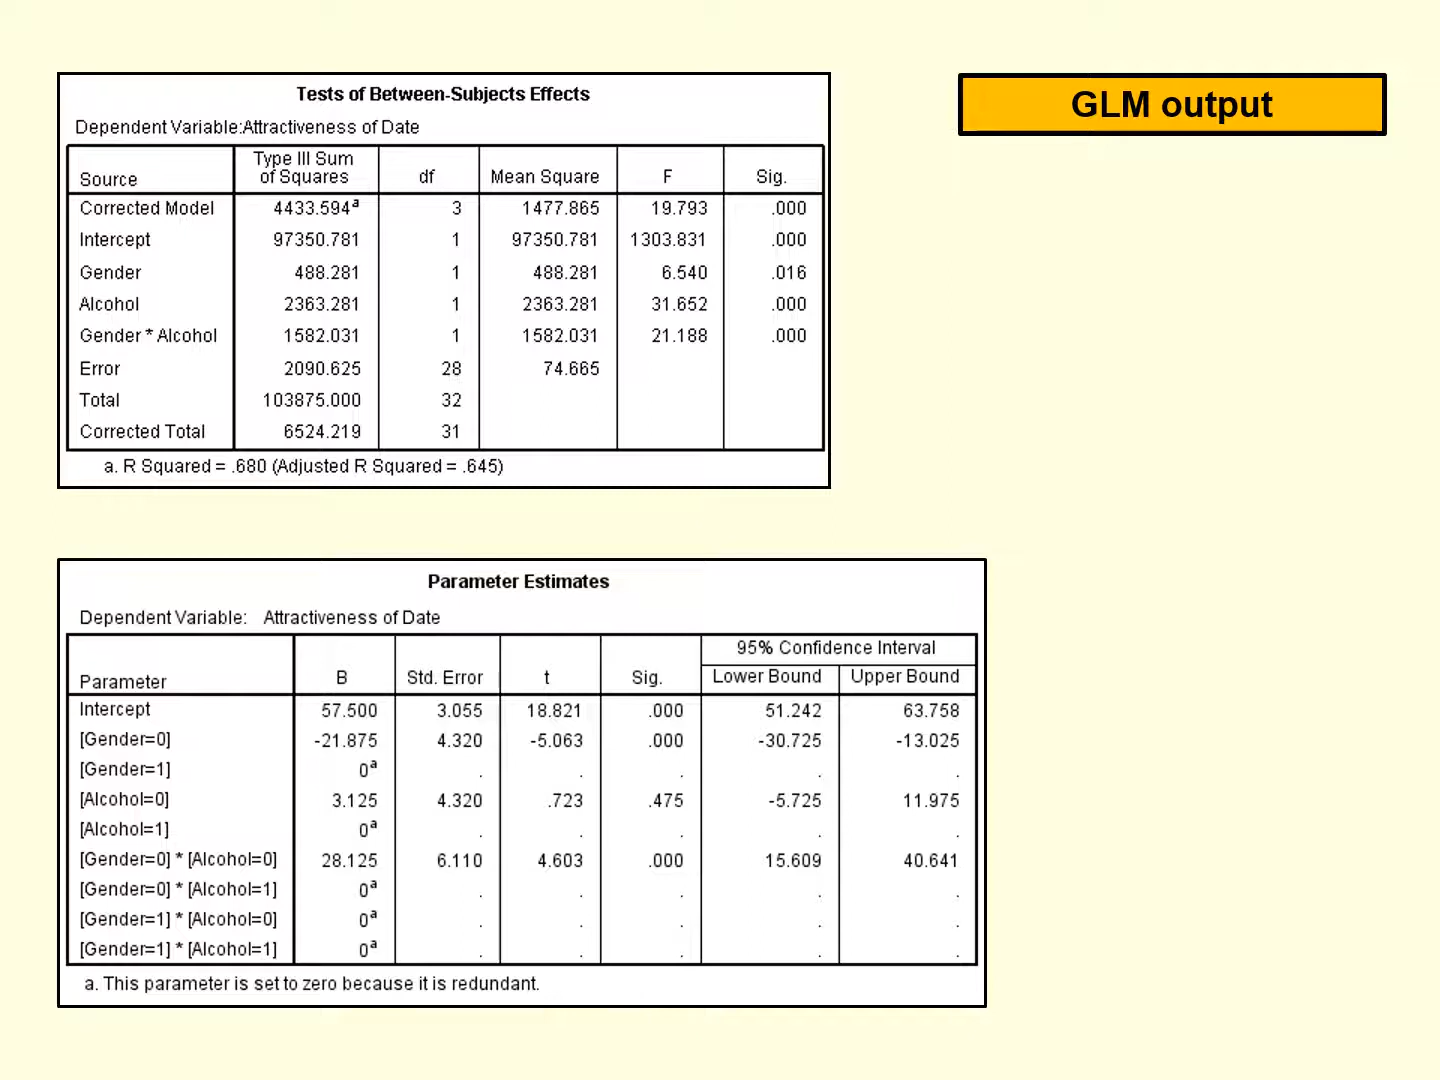 GLM output
Tests of Between-Subjects Effects
Dependent Variable:Attractiveness of Date
Source Type III Sum of Squares df Mean Square F Sig.
Corrected Model 4433.594a 3 1477.865 19.793 .000
Intercept 97350.781 1 97350.781 1303.831 .000
Gender 488.281 1 488.281 6.540 .016
Alcohol 2363.281 1 2363.281 31.652 .000
Gender * Alcohol 1582.031 1 1582.031 21.188 .000
Error 2090.625 28 74.665
Total 103875.000 32
Corrected Total 6524.219 31
a. R Squared = .680 (Adjusted R Squared = .645)
Parameter Estimates
Dependent Variable: Attractiveness of Date
95% Confidence Interval
Parameter B Std. Error t Sig. Lower Bound Upper Bound
Intercept 57.500 3.055 18.821 .000 51.242 63.758
[Gender=0] -21.875 4.320 -5.063 .000 -30.725 -13.025
[Gender=1] 0a . . . . .
[Alcohol=0] 3.125 4.320 .723 .475 -5.725 11.975
[Alcohol=1] 0a . . . . .
[Gender=0] * [Alcohol=0] 28.125 6.110 4.603 .000 15.609 40.641
[Gender=0] * [Alcohol=1] 0a . . . . .
[Gender=1] * [Alcohol=0] 0a . . . . .
[Gender=1] * [Alcohol=1] 0a . . . . .
a. This parameter is set to zero because it is redundant.